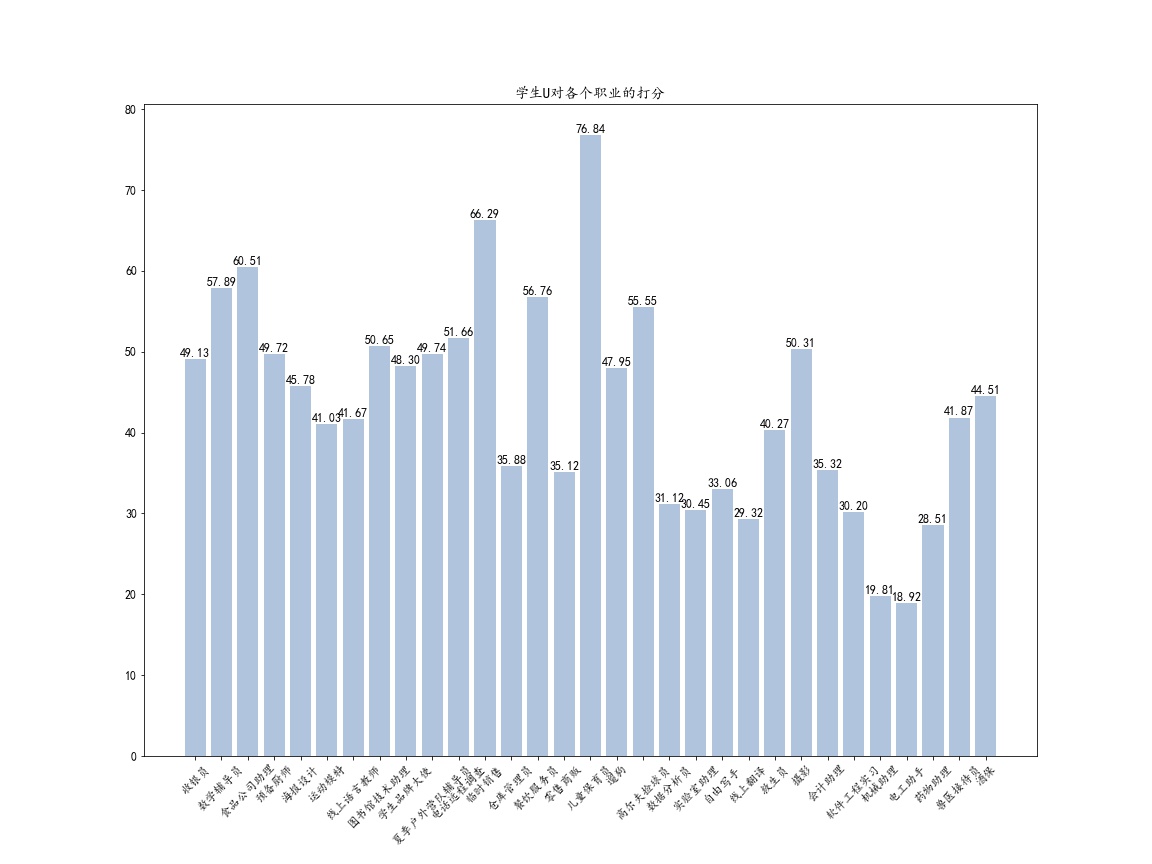 学生U对各个职业的打分
80
70
60
50
40
30
20
10
0
49.13
57.89
60.51
49.72
45.78
41.03
41.67
50.65
48.30
49.74
51.66
66.29
35.88
56.76
35.12
76.84
47.95
55.55
31.12
30.45
33.06
29.32
40.27
50.31
35.32
30.20
19.81
18.92
28.51
41.87
44.51
收银员
数学辅导员
食品公司助理
预备厨师
海报设计
运动模特
线上语言教师
图书馆技术助理
学生品牌大使
夏季户外营队辅导员
电话远程调查
临时销售
仓库管理员
餐饮服务员
零售商贩
儿童保育员
遛狗
高尔夫捡球员
数据分析员
实验室助理
自由写手
线上翻译
救生员
摄影
会计助理
软件工程实习
机械助理
电工助手
药物助理
兽医接待员
活保